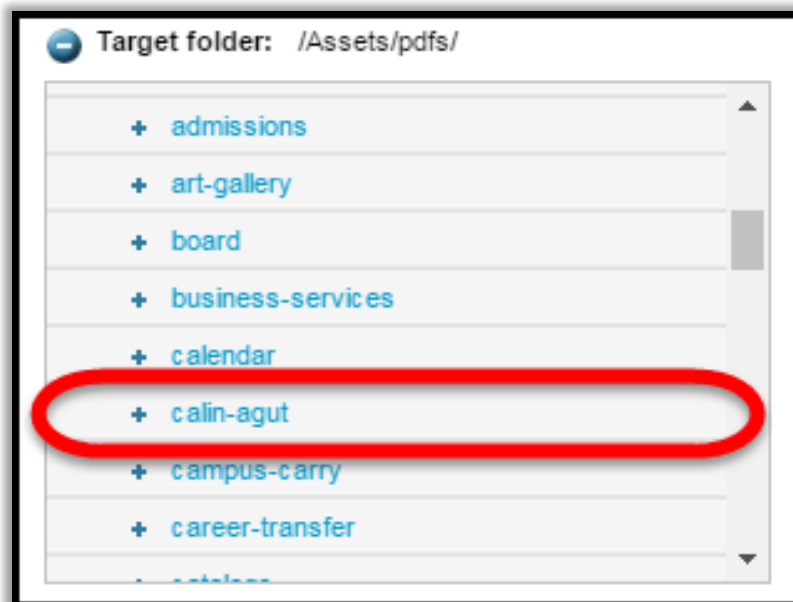 Target folder: /Assets/pdfs/
+ admissions
+ art-gallery
+ board
+ business-services
+ calendar
+ calin-agut
+ campus-carry
+ career-transfer